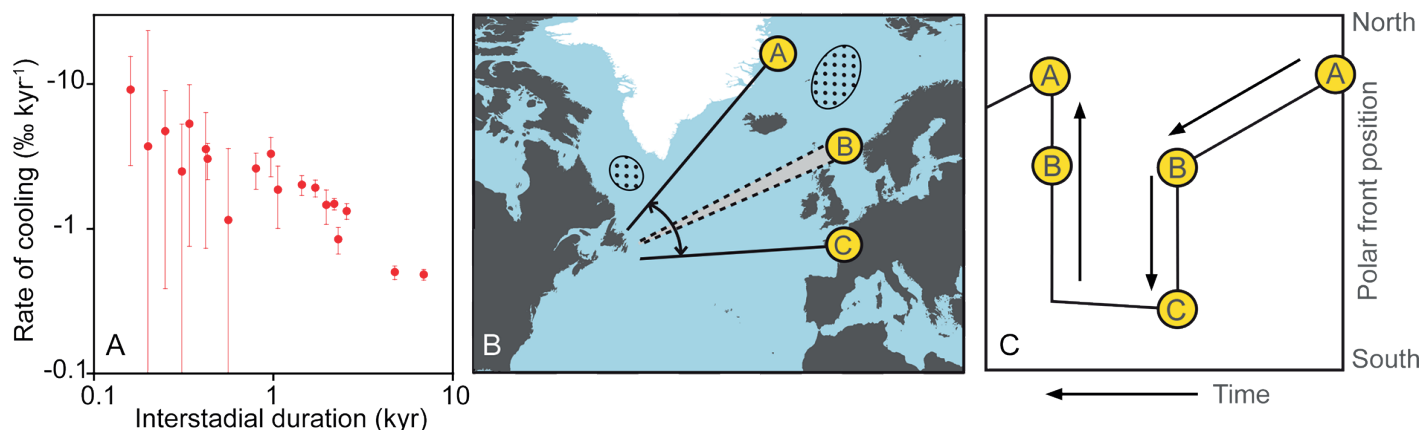 Rate of cooling (‰ kyr⁻¹)
-10
-1
-0.1
0.1
1
10
Interstadial duration (kyr)
A
A
B
C
B
A
B
A
B
C
C
North
Polar front position
South
Time